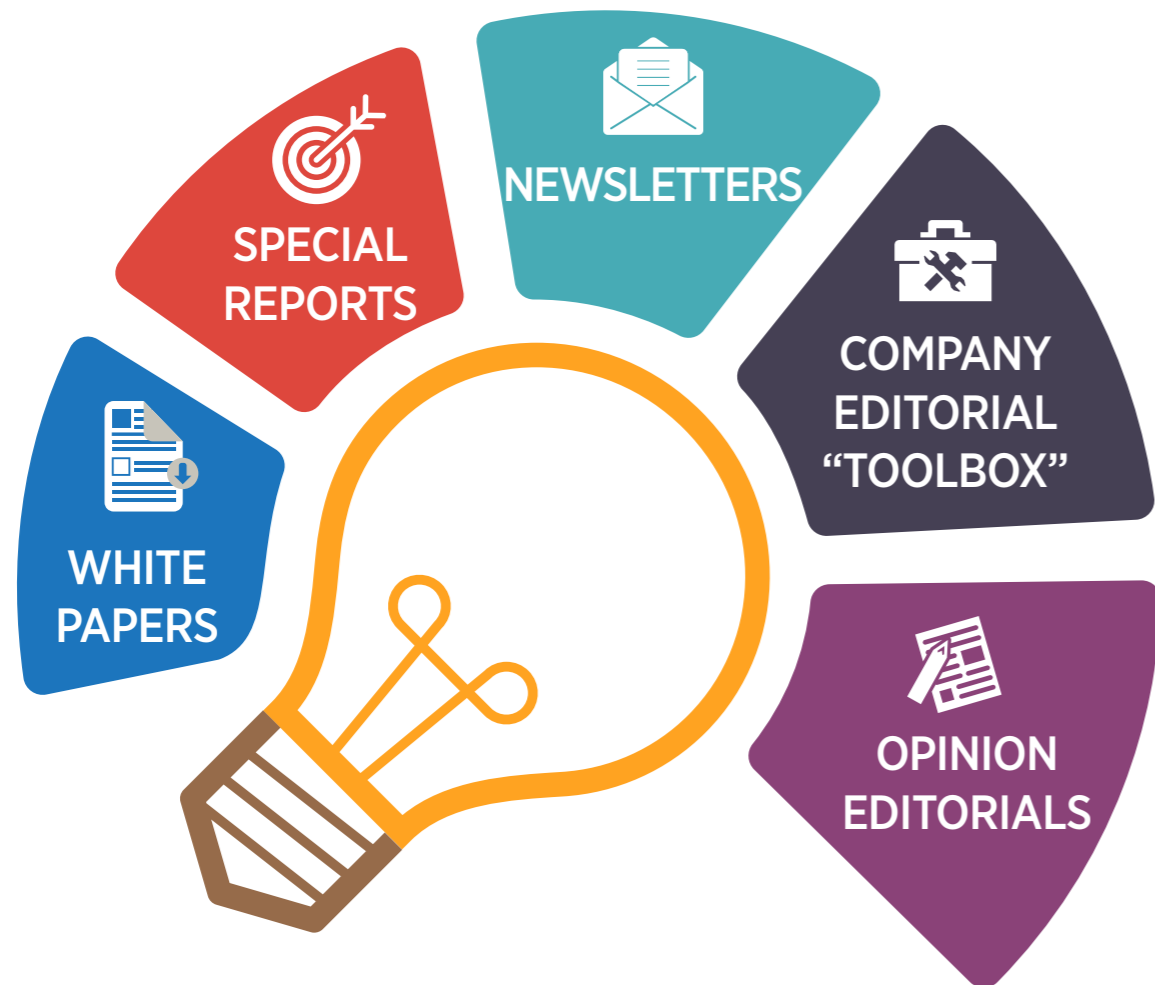 WHITE
PAPERS
SPECIAL
REPORTS
NEWSLETTERS
COMPANY
EDITORIAL
“TOOLBOX”
OPINION
EDITORIALS